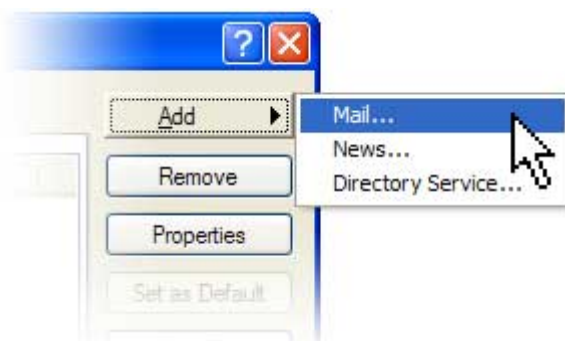 ?
Add
Mail...
News...
Directory Service...
Remove
Properties
Set as Default